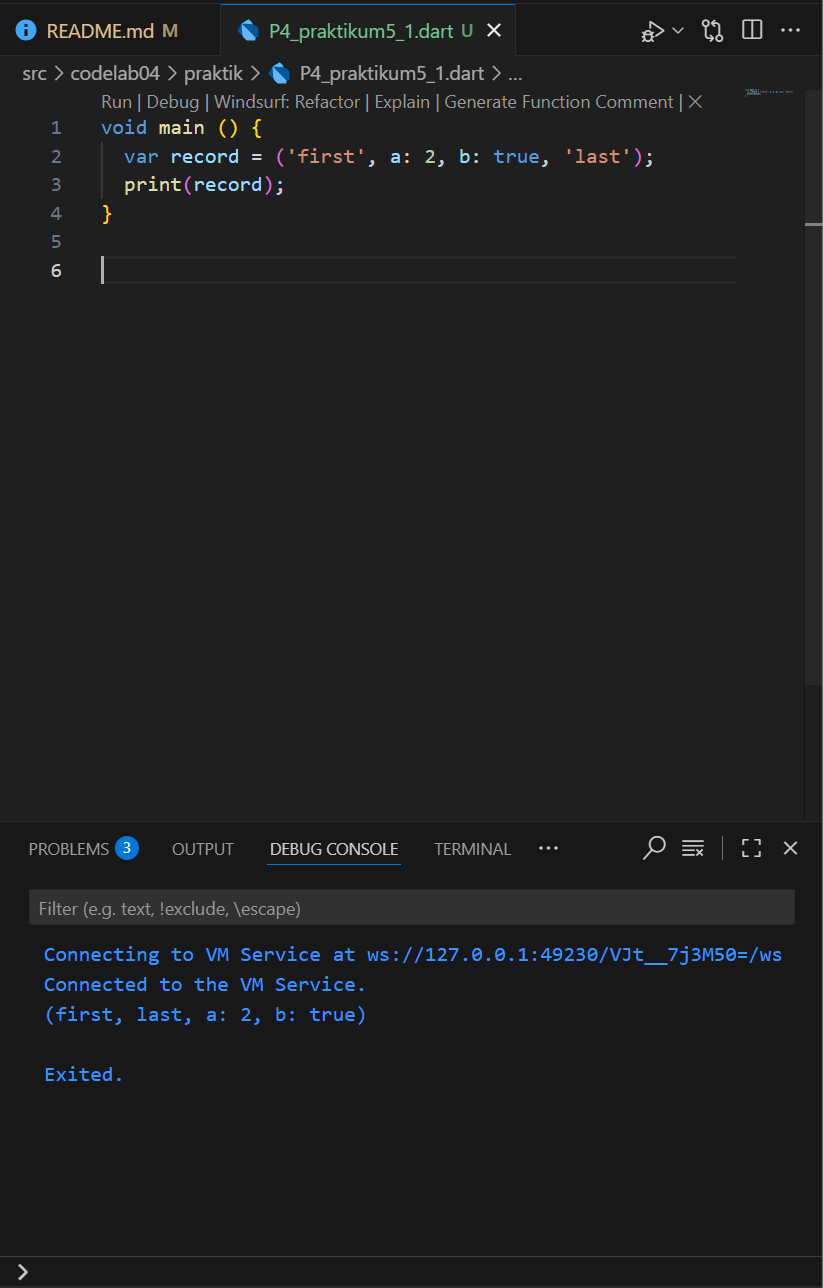 README.md M P4_praktikum5_1.dart U
src > codelab04 > praktik > P4_praktikum5_1.dart > ...
Run | Debug | Windsurf: Refactor | Explain | Generate Function Comment | ×
1 void main () {
2 var record = ('first', a: 2, b: true, 'last');
3 print(record);
4 }
5
6
PROBLEMS 3 OUTPUT DEBUG CONSOLE TERMINAL ···
Filter (e.g. text, !exclude, \escape)
Connecting to VM Service at ws://127.0.0.1:49230/VJt__7j3M50=/ws
Connected to the VM Service.
(first, last, a: 2, b: true)
Exited.